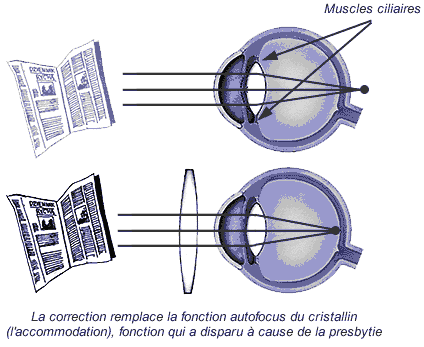 Muscles ciliaires
La correction remplace la fonction autofocus du cristallin
(l'accommodation), fonction qui a disparu à cause de la presbytie